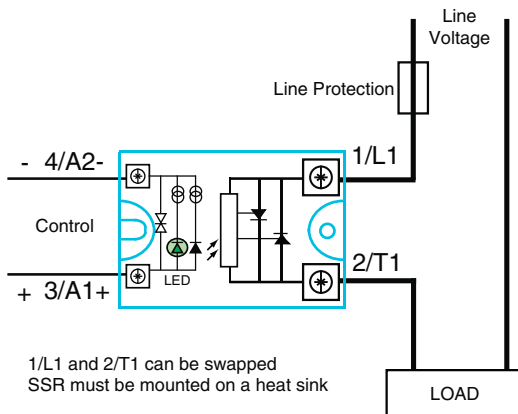 Line
Voltage
Line Protection
1/L1
- 4/A2-
Control
LED
2/T1
+ 3/A1+
1/L1 and 2/T1 can be swapped
SSR must be mounted on a heat sink
LOAD